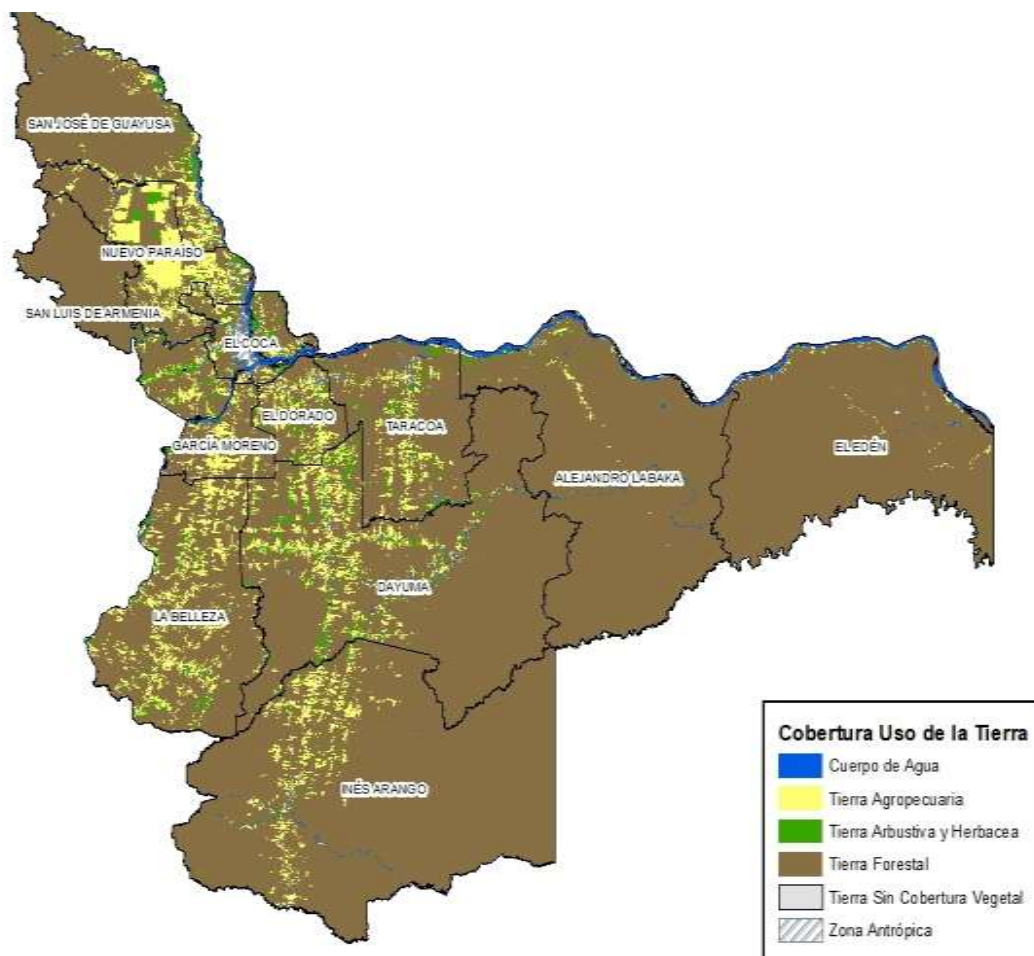 SAN JOSÉ DE GUAYUSA
NUEVO PARAÍSO
SAN LUIS DE ARMENIA
EL COCA
EL DORADO
TARACOA
GARCÍA MORENO
EL EDÉN
ALEJANDRO LABAKA
DAYUMA
LA BELLEZA
INÉS ARANGO
Cobertura Uso de la Tierra
Cuerpo de Agua
Tierra Agropecuaria
Tierra Arbustiva y Herbacea
Tierra Forestal
Tierra Sin Cobertura Vegetal
Zona Antrópica